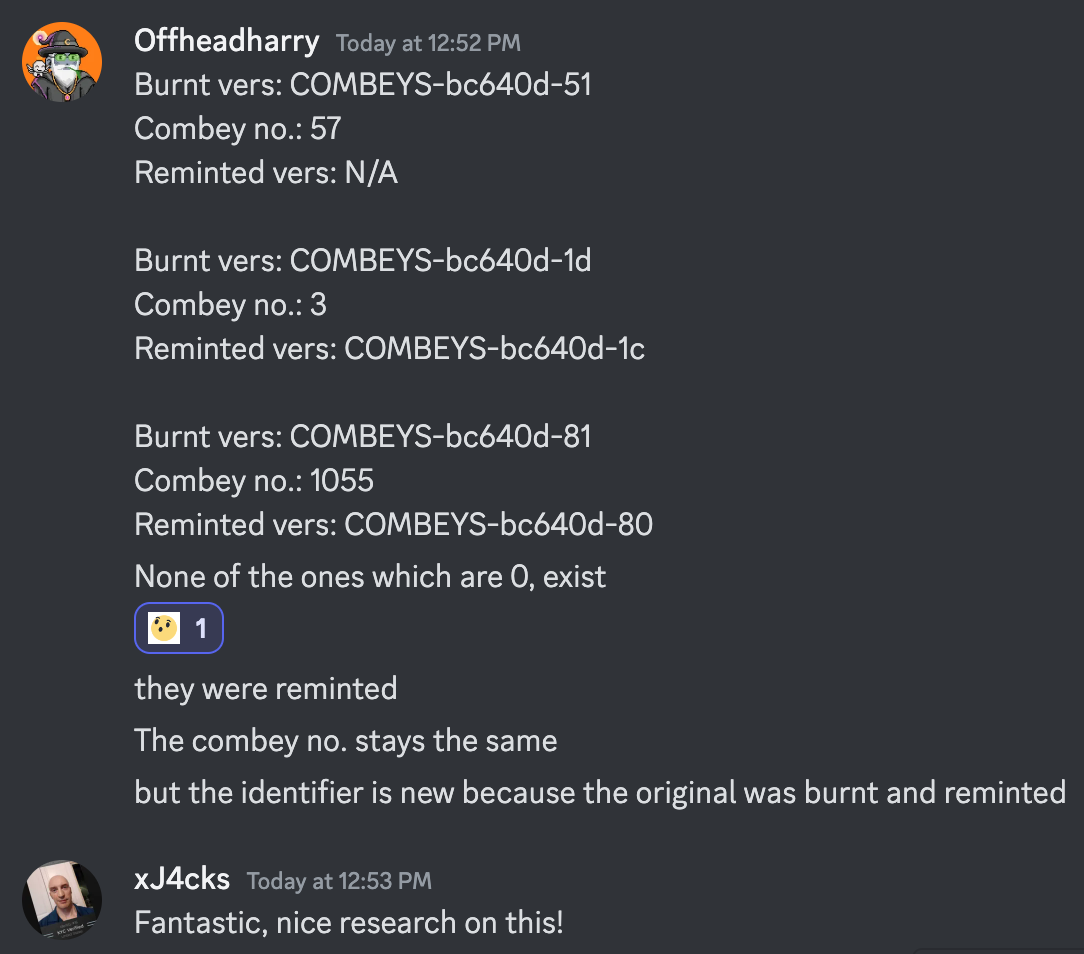 Offheadharry Today at 12:52 PM
Burnt vers: COMBEYS-bc640d-51
Combey no.: 57
Reminted vers: N/A
Burnt vers: COMBEYS-bc640d-1d
Combey no.: 3
Reminted vers: COMBEYS-bc640d-1c
Burnt vers: COMBEYS-bc640d-81
Combey no.: 1055
Reminted vers: COMBEYS-bc640d-80
None of the ones which are 0, exist
1
they were reminted
The combey no. stays the same
but the identifier is new because the original was burnt and reminted
xJ4cks Today at 12:53 PM
Fantastic, nice research on this!